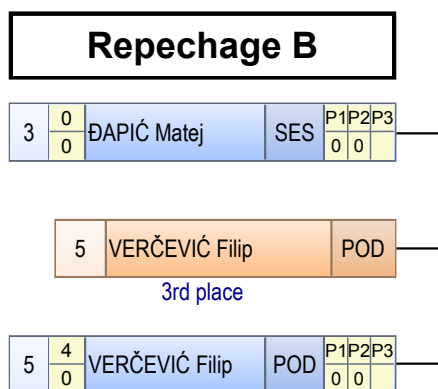 Repechage B
3 0 0 ĐAPIĆ Matej SES P1 P2 P3 0 0
5 VERČEVIĆ Filip POD
3rd place
5 4 0 VERČEVIĆ Filip POD P1 P2 P3 0 0